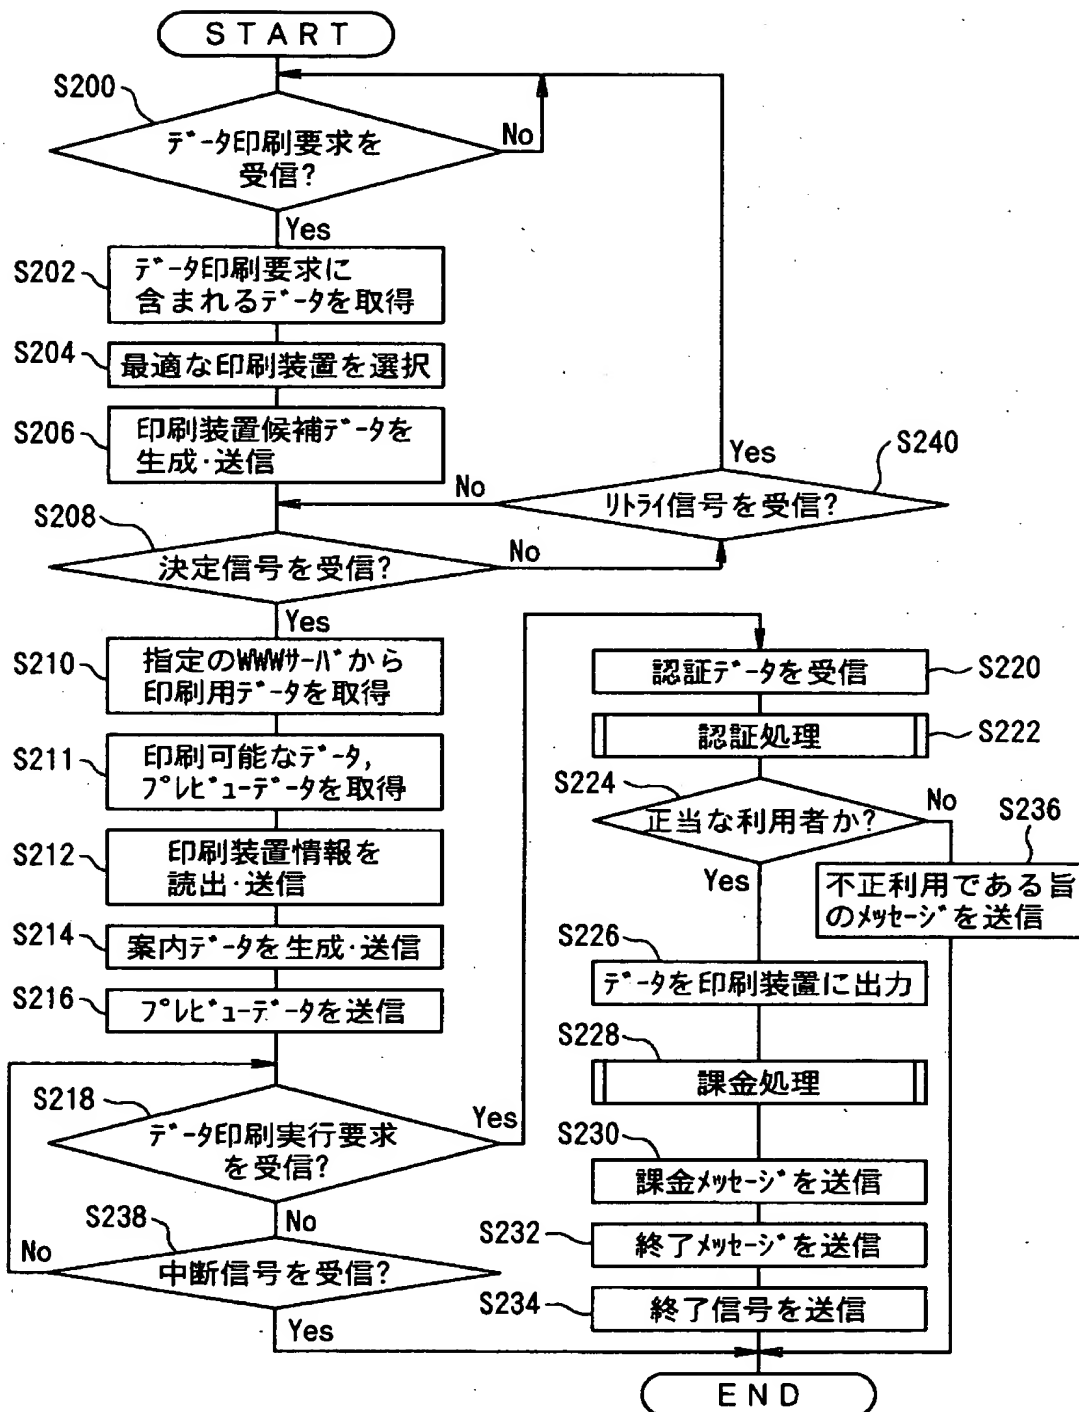 START
S200
データ印刷要求を
受信?
No
Yes
S202
データ印刷要求に
含まれるデータを取得
S204
最適な印刷装置を選択
S206
印刷装置候補データを
生成・送信
S240
Yes
リトライ信号を受信?
No
S208
決定信号を受信?
No
Yes
S210
指定のWWWサーバから
印刷用データを取得
S211
印刷可能なデータ,
プレビューデータを取得
S212
印刷装置情報を
読出・送信
S214
案内データを生成・送信
S216
プレビューデータを送信
S218
データ印刷実行要求
を受信?
Yes
No
S238
中断信号を受信?
No
Yes
認証データを受信
S220
認証処理
S222
S224
正当な利用者か?
No
Yes
S236
不正利用である旨
のメッセージを送信
S226
データを印刷装置に出力
S228
課金処理
S230
課金メッセージを送信
S232
終了メッセージを送信
S234
終了信号を送信
END